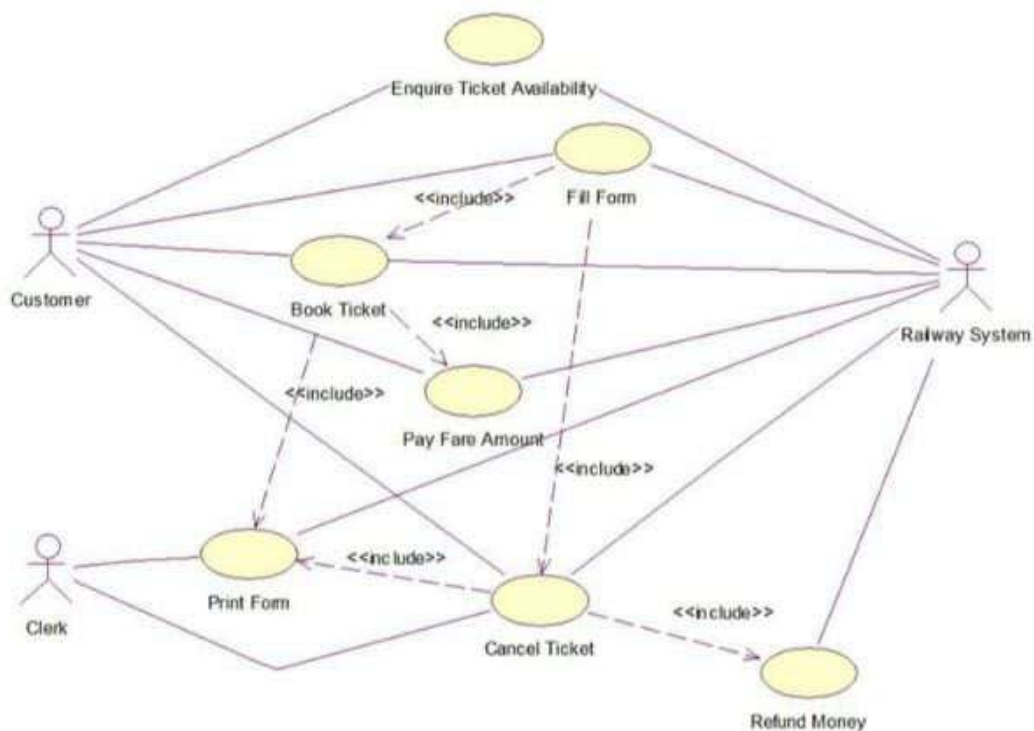 Enquire Ticket Availability
<<include>>
Fill Form
Customer
Book Ticket
<<include>>
Railway System
<<include>>
Pay Fare Amount
<<include>>
<<include>>
Print Form
<<include>>
Clerk
Cancel Ticket
Refund Money